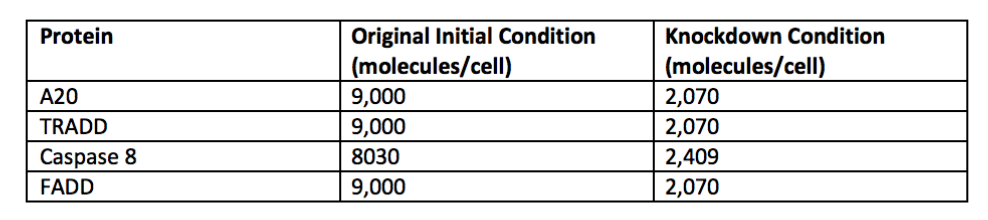 Protein Original Initial Condition (molecules/cell) Knockdown Condition (molecules/cell)
A20 9,000 2,070
TRADD 9,000 2,070
Caspase 8 8030 2,409
FADD 9,000 2,070